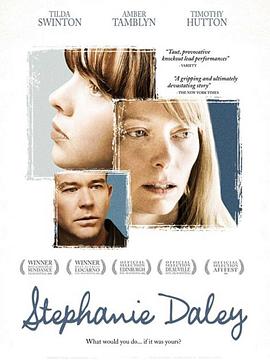 TILDA
SWINTON
AMBER
TAMBLYN
TIMOTHY
HUTTON
"Taut, provocative
knockout lead performances"
- VARIETY
"A gripping and ultimately
devastating story"
- THE NEW YORK TIMES
WINNER
SUNDANCE
WINNER
LOCARNO
OFFICIAL
SELECTION
EDINBURGH
OFFICIAL
SELECTION
DEAUVILLE
OFFICIAL
SELECTION
AFI FEST
Stephanie Daley
What would you do... if it was yours?